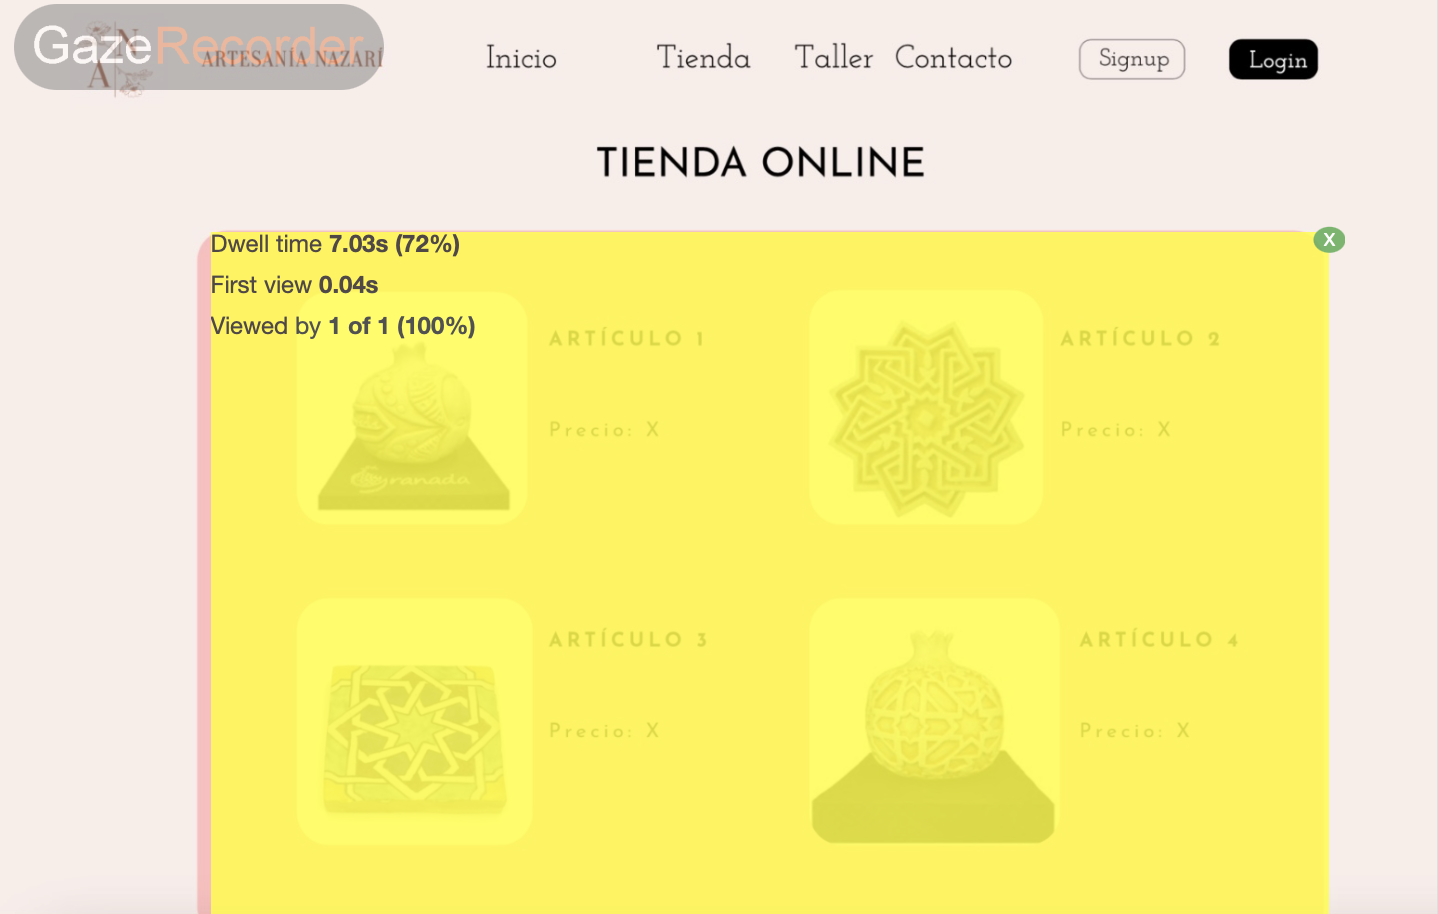 GazeRecorder
N
A
ARTESANÍA NAZARÍ
Inicio
Tienda
Taller
Contacto
Signup
Login
TIENDA ONLINE
X
Dwell time 7.03s (72%)
First view 0.04s
Viewed by 1 of 1 (100%)
ARTÍCULO 1
Precio: X
Granada
ARTÍCULO 2
Precio: X
ARTÍCULO 3
Precio: X
ARTÍCULO 4
Precio: X